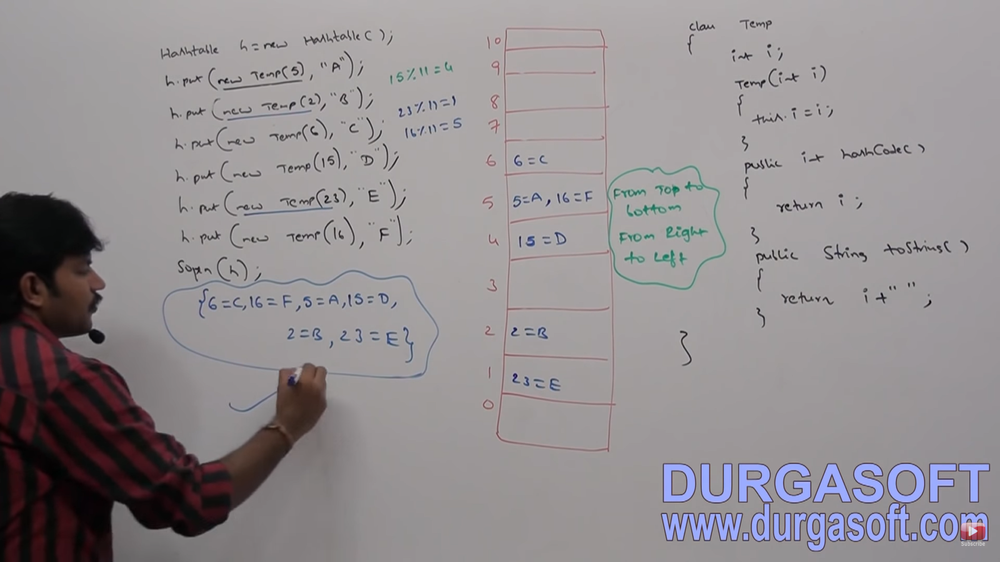 Hashtable h = new Hashtable( );
h.put(new Temp(5), "A");
h.put(new Temp(2), "B");
h.put(new Temp(6), "C");
h.put(new Temp(15), "D");
h.put(new Temp(23), "E");
h.put(new Temp(16), "F");
Sopln(h);
{6=C, 16=F, 5=A, 15=D,
2=B, 23=E}
15%11=4
23%11=1
16%11=5
10
9
8
7
6 6=C
5 5=A, 16=F
4 15=D
3
2 2=B
1 23=E
0
From Top to
bottom
From Right
to Left
class Temp
{
int i;
Temp(int i)
{
this.i=i;
}
public int hashCode( )
{
return i;
}
public String toString( )
{
return i+" ";
}
}
DURGASOFT
www.durgasoft.com
Subscribe